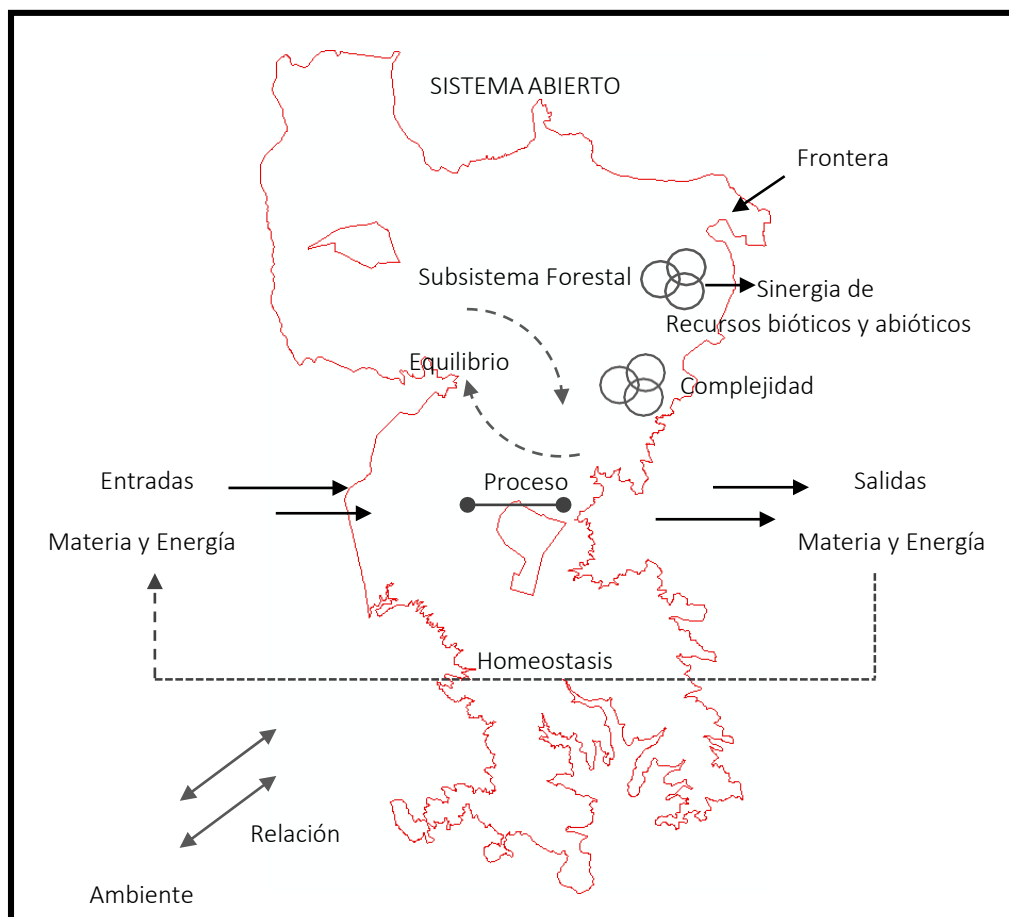 SISTEMA ABIERTO
Frontera
Subsistema Forestal
Sinergia de
Recursos bióticos y abióticos
Equilibrio
Complejidad
Entradas
Proceso
Salidas
Materia y Energía
Materia y Energía
Homeostasis
Relación
Ambiente